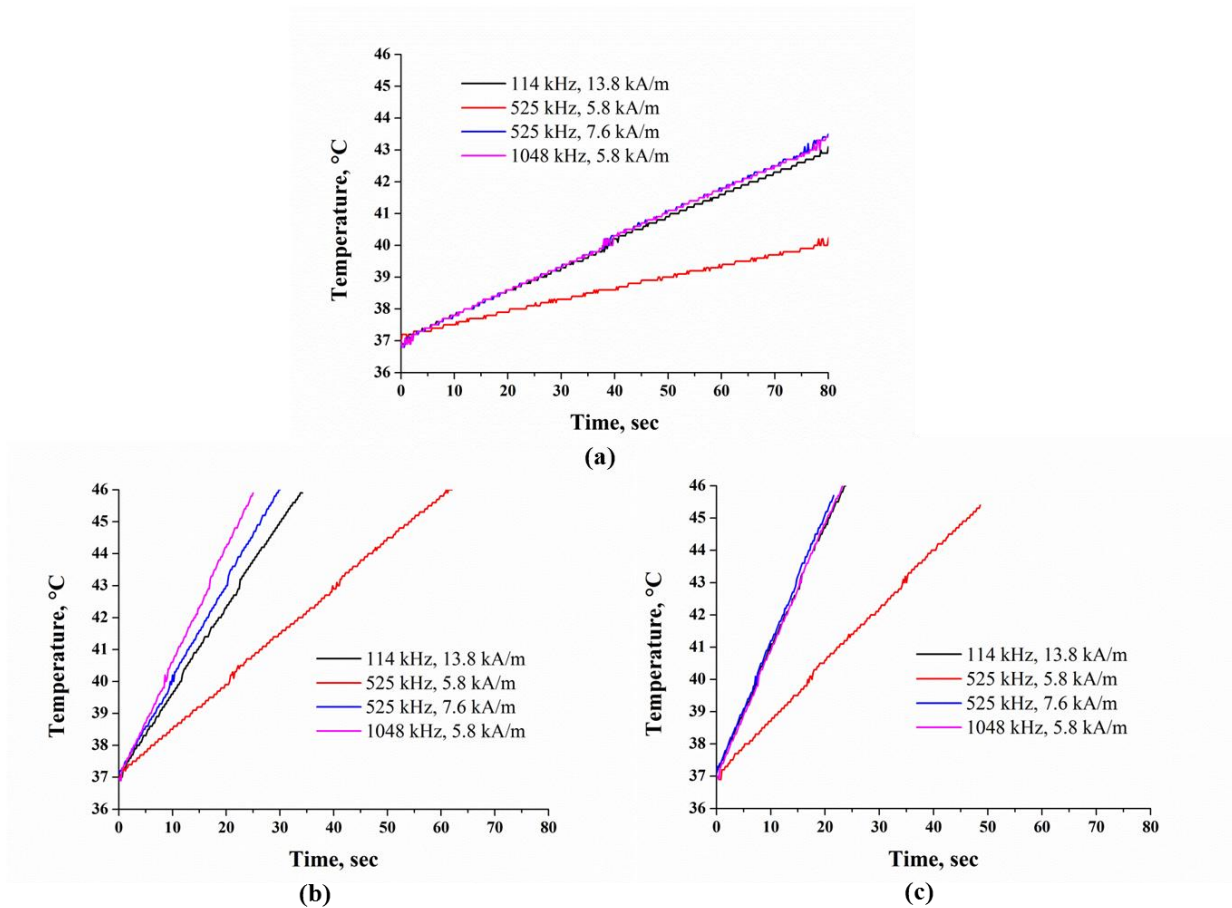 46
45
44
43
42
41
40
39
38
37
36
Temperature, °C
114 kHz, 13.8 kA/m
525 kHz, 5.8 kA/m
525 kHz, 7.6 kA/m
1048 kHz, 5.8 kA/m
0 10 20 30 40 50 60 70 80
Time, sec
(a)
46
45
44
43
42
41
40
39
38
37
36
Temperature, °C
114 kHz, 13.8 kA/m
525 kHz, 5.8 kA/m
525 kHz, 7.6 kA/m
1048 kHz, 5.8 kA/m
0 10 20 30 40 50 60 70 80
Time, sec
(b)
46
45
44
43
42
41
40
39
38
37
36
Temperature, °C
114 kHz, 13.8 kA/m
525 kHz, 5.8 kA/m
525 kHz, 7.6 kA/m
1048 kHz, 5.8 kA/m
0 10 20 30 40 50 60 70 80
Time, sec
(c)